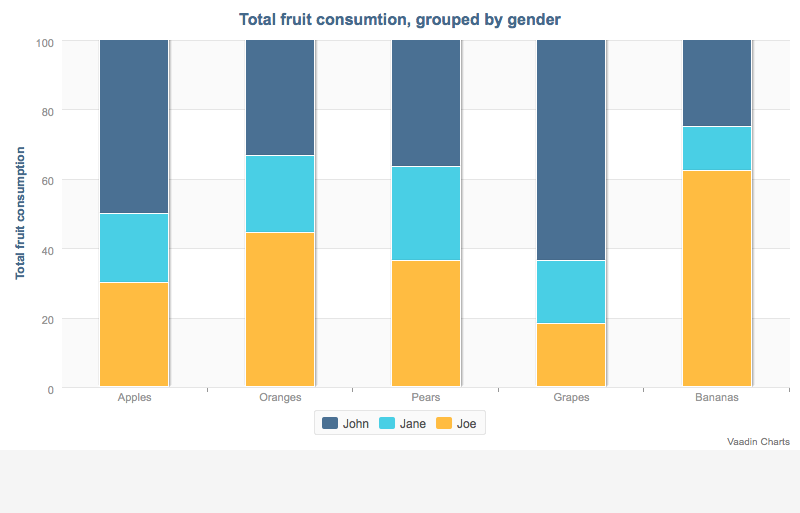 Total fruit consumtion, grouped by gender
Total fruit consumption
100
80
60
40
20
0
Apples Oranges Pears Grapes Bananas
John Jane Joe
Vaadin Charts